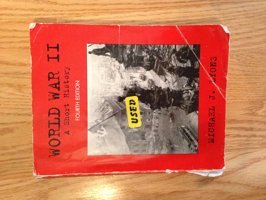 WORLD WAR II
A Short History
FOURTH EDITION
USED
MICHAEL J. LYONS